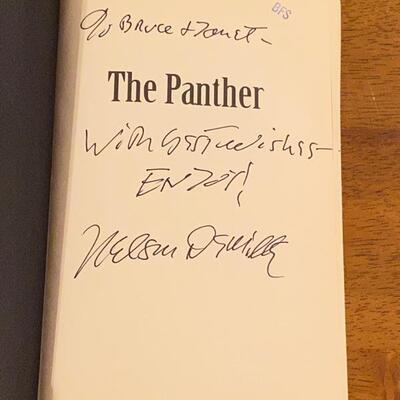 To Bruce & Janet -
BFS
The Panther
With best wishes -
ENJOY!
Nelson DeMille